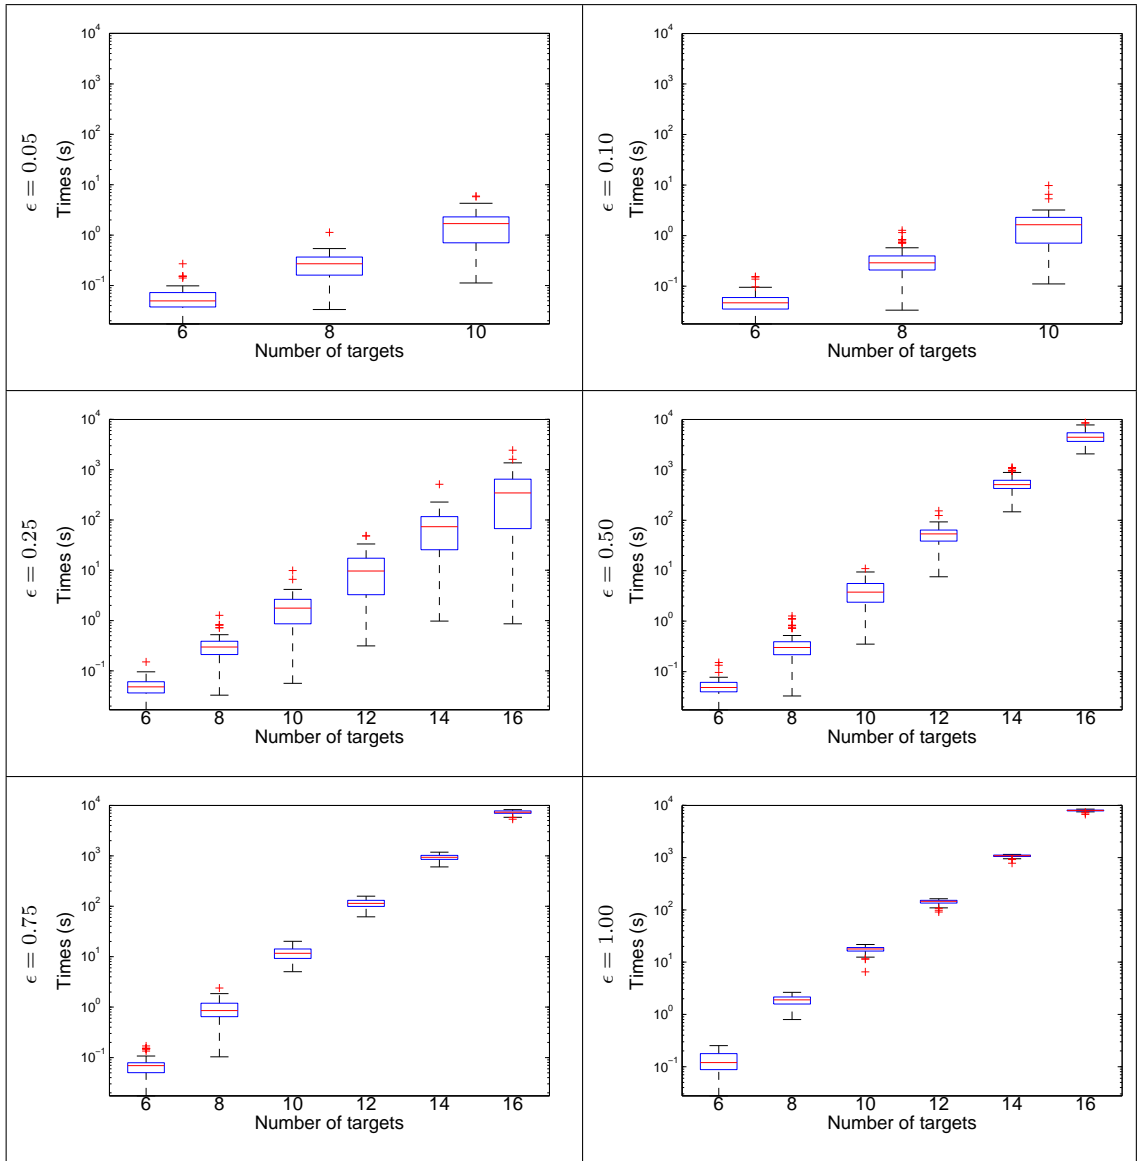 ϵ = 0.05
Times (s)
10^4
10^3
10^2
10^1
10^0
10^−1
6 8 10
Number of targets
ϵ = 0.10
Times (s)
10^4
10^3
10^2
10^1
10^0
10^−1
6 8 10
Number of targets
ϵ = 0.25
Times (s)
10^4
10^3
10^2
10^1
10^0
10^−1
6 8 10 12 14 16
Number of targets
ϵ = 0.50
Times (s)
10^4
10^3
10^2
10^1
10^0
10^−1
6 8 10 12 14 16
Number of targets
ϵ = 0.75
Times (s)
10^4
10^3
10^2
10^1
10^0
10^−1
6 8 10 12 14 16
Number of targets
ϵ = 1.00
Times (s)
10^4
10^3
10^2
10^1
10^0
10^−1
6 8 10 12 14 16
Number of targets